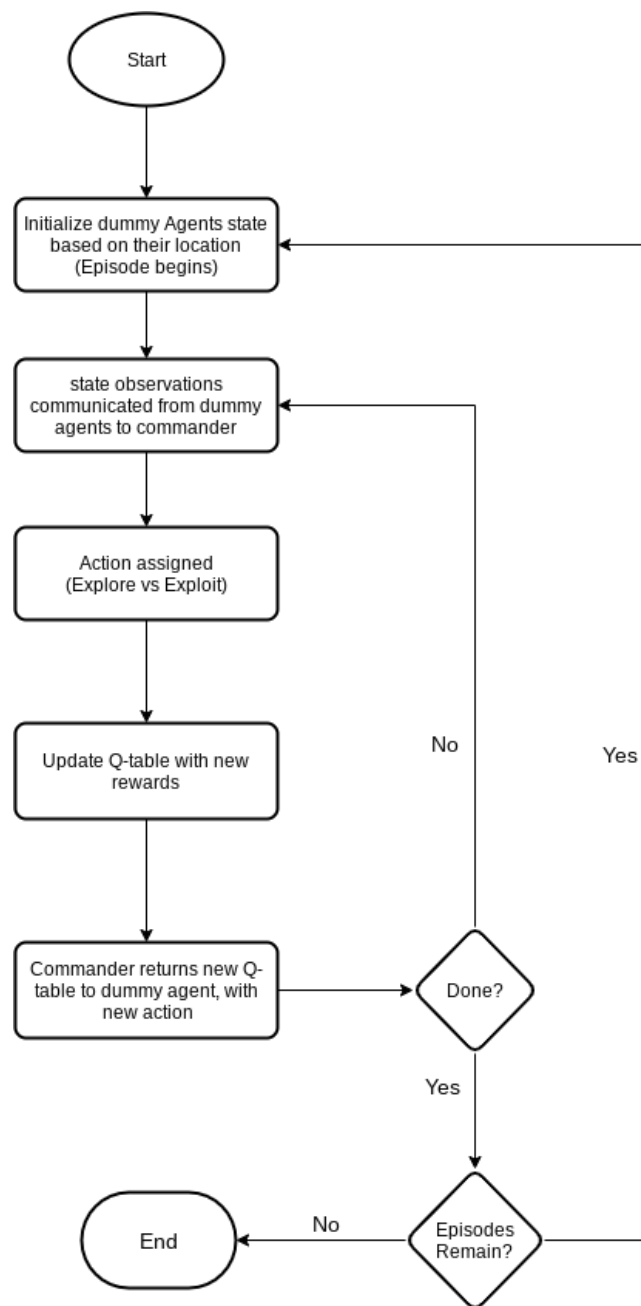 Start
Initialize dummy Agents state
based on their location
(Episode begins)
state observations
communicated from dummy
agents to commander
Action assigned
(Explore vs Exploit)
No
Yes
Update Q-table with new
rewards
Commander returns new Q-
table to dummy agent, with
new action
Done?
Yes
Episodes
Remain?
No
End